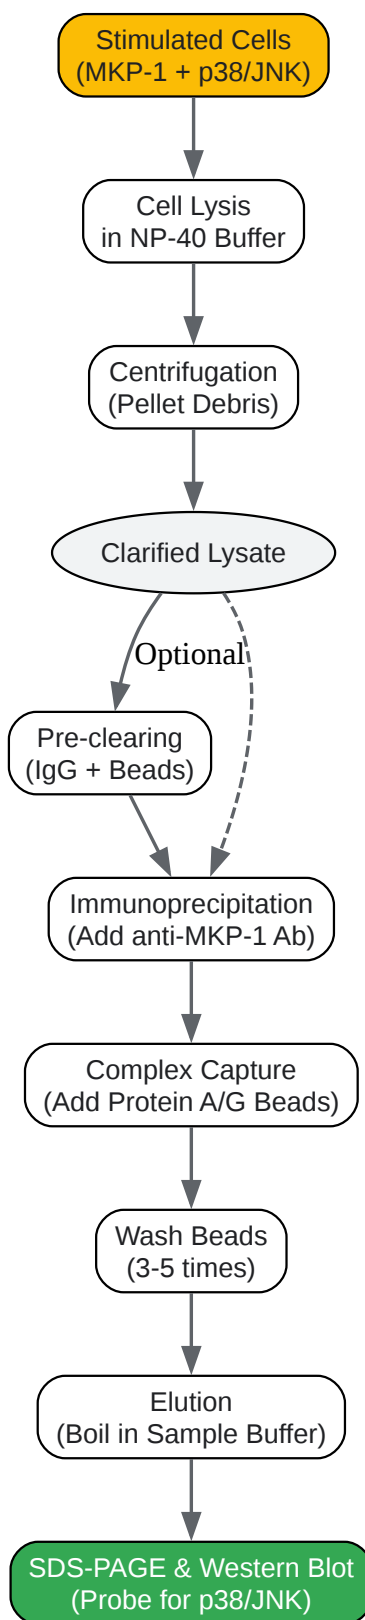 Stimulated Cells
(MKP-1 + p38/JNK)
Cell Lysis
in NP-40 Buffer
Centrifugation
(Pellet Debris)
Clarified Lysate
Optional
Pre-clearing
(IgG + Beads)
Immunoprecipitation
(Add anti-MKP-1 Ab)
Complex Capture
(Add Protein A/G Beads)
Wash Beads
(3-5 times)
Elution
(Boil in Sample Buffer)
SDS-PAGE & Western Blot
(Probe for p38/JNK)